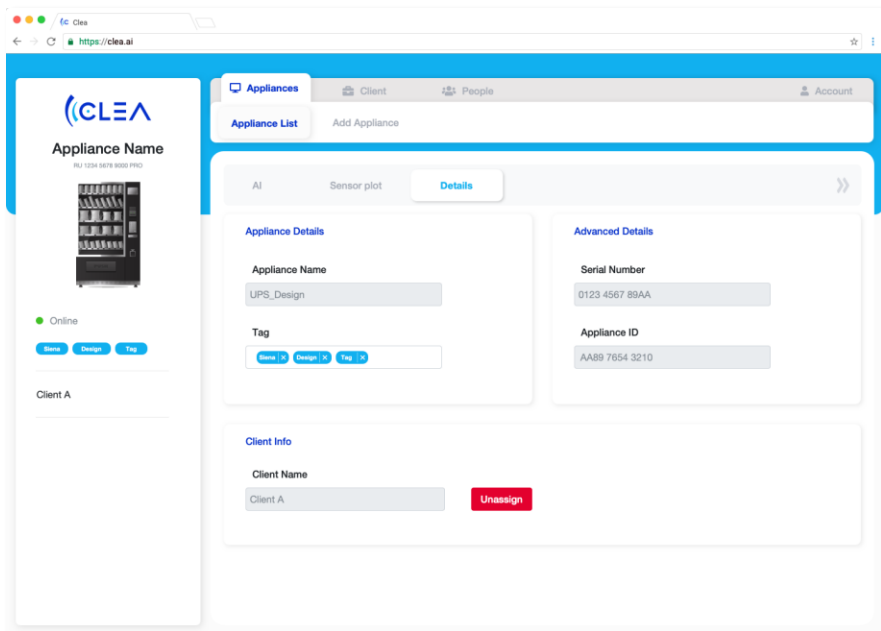 Clea
https://clea.ai
CLEA
Appliance Name
RU 1234 5678 9000 PRO
Online
Siena Design Tag
Client A
Appliances Client People Account
Appliance List Add Appliance
AI Sensor plot Details
Appliance Details
Appliance Name
UPS_Design
Tag
Siena X Design X Tag X
Advanced Details
Serial Number
0123 4567 89AA
Appliance ID
AA89 7654 3210
Client Info
Client Name
Client A
Unassign